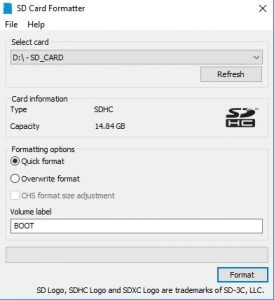 SD Card Formatter
File Help
Select card
D:\ - SD_CARD
Refresh
Card information
Type SDHC
Capacity 14.84 GB
SD
HC
Formatting options
Quick format
Overwrite format
CHS format size adjustment
Volume label
BOOT
Format
SD Logo, SDHC Logo and SDXC Logo are trademarks of SD-3C, LLC.